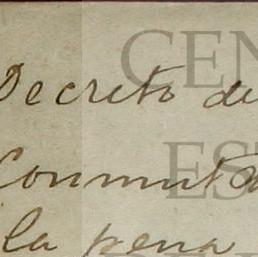 Decreto de
Conmuta
la pena